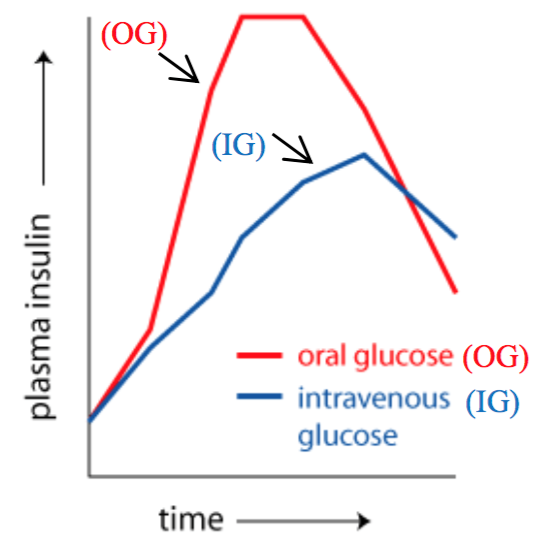 (OG)
(IG)
plasma insulin
oral glucose (OG)
intravenous (IG)
glucose
time